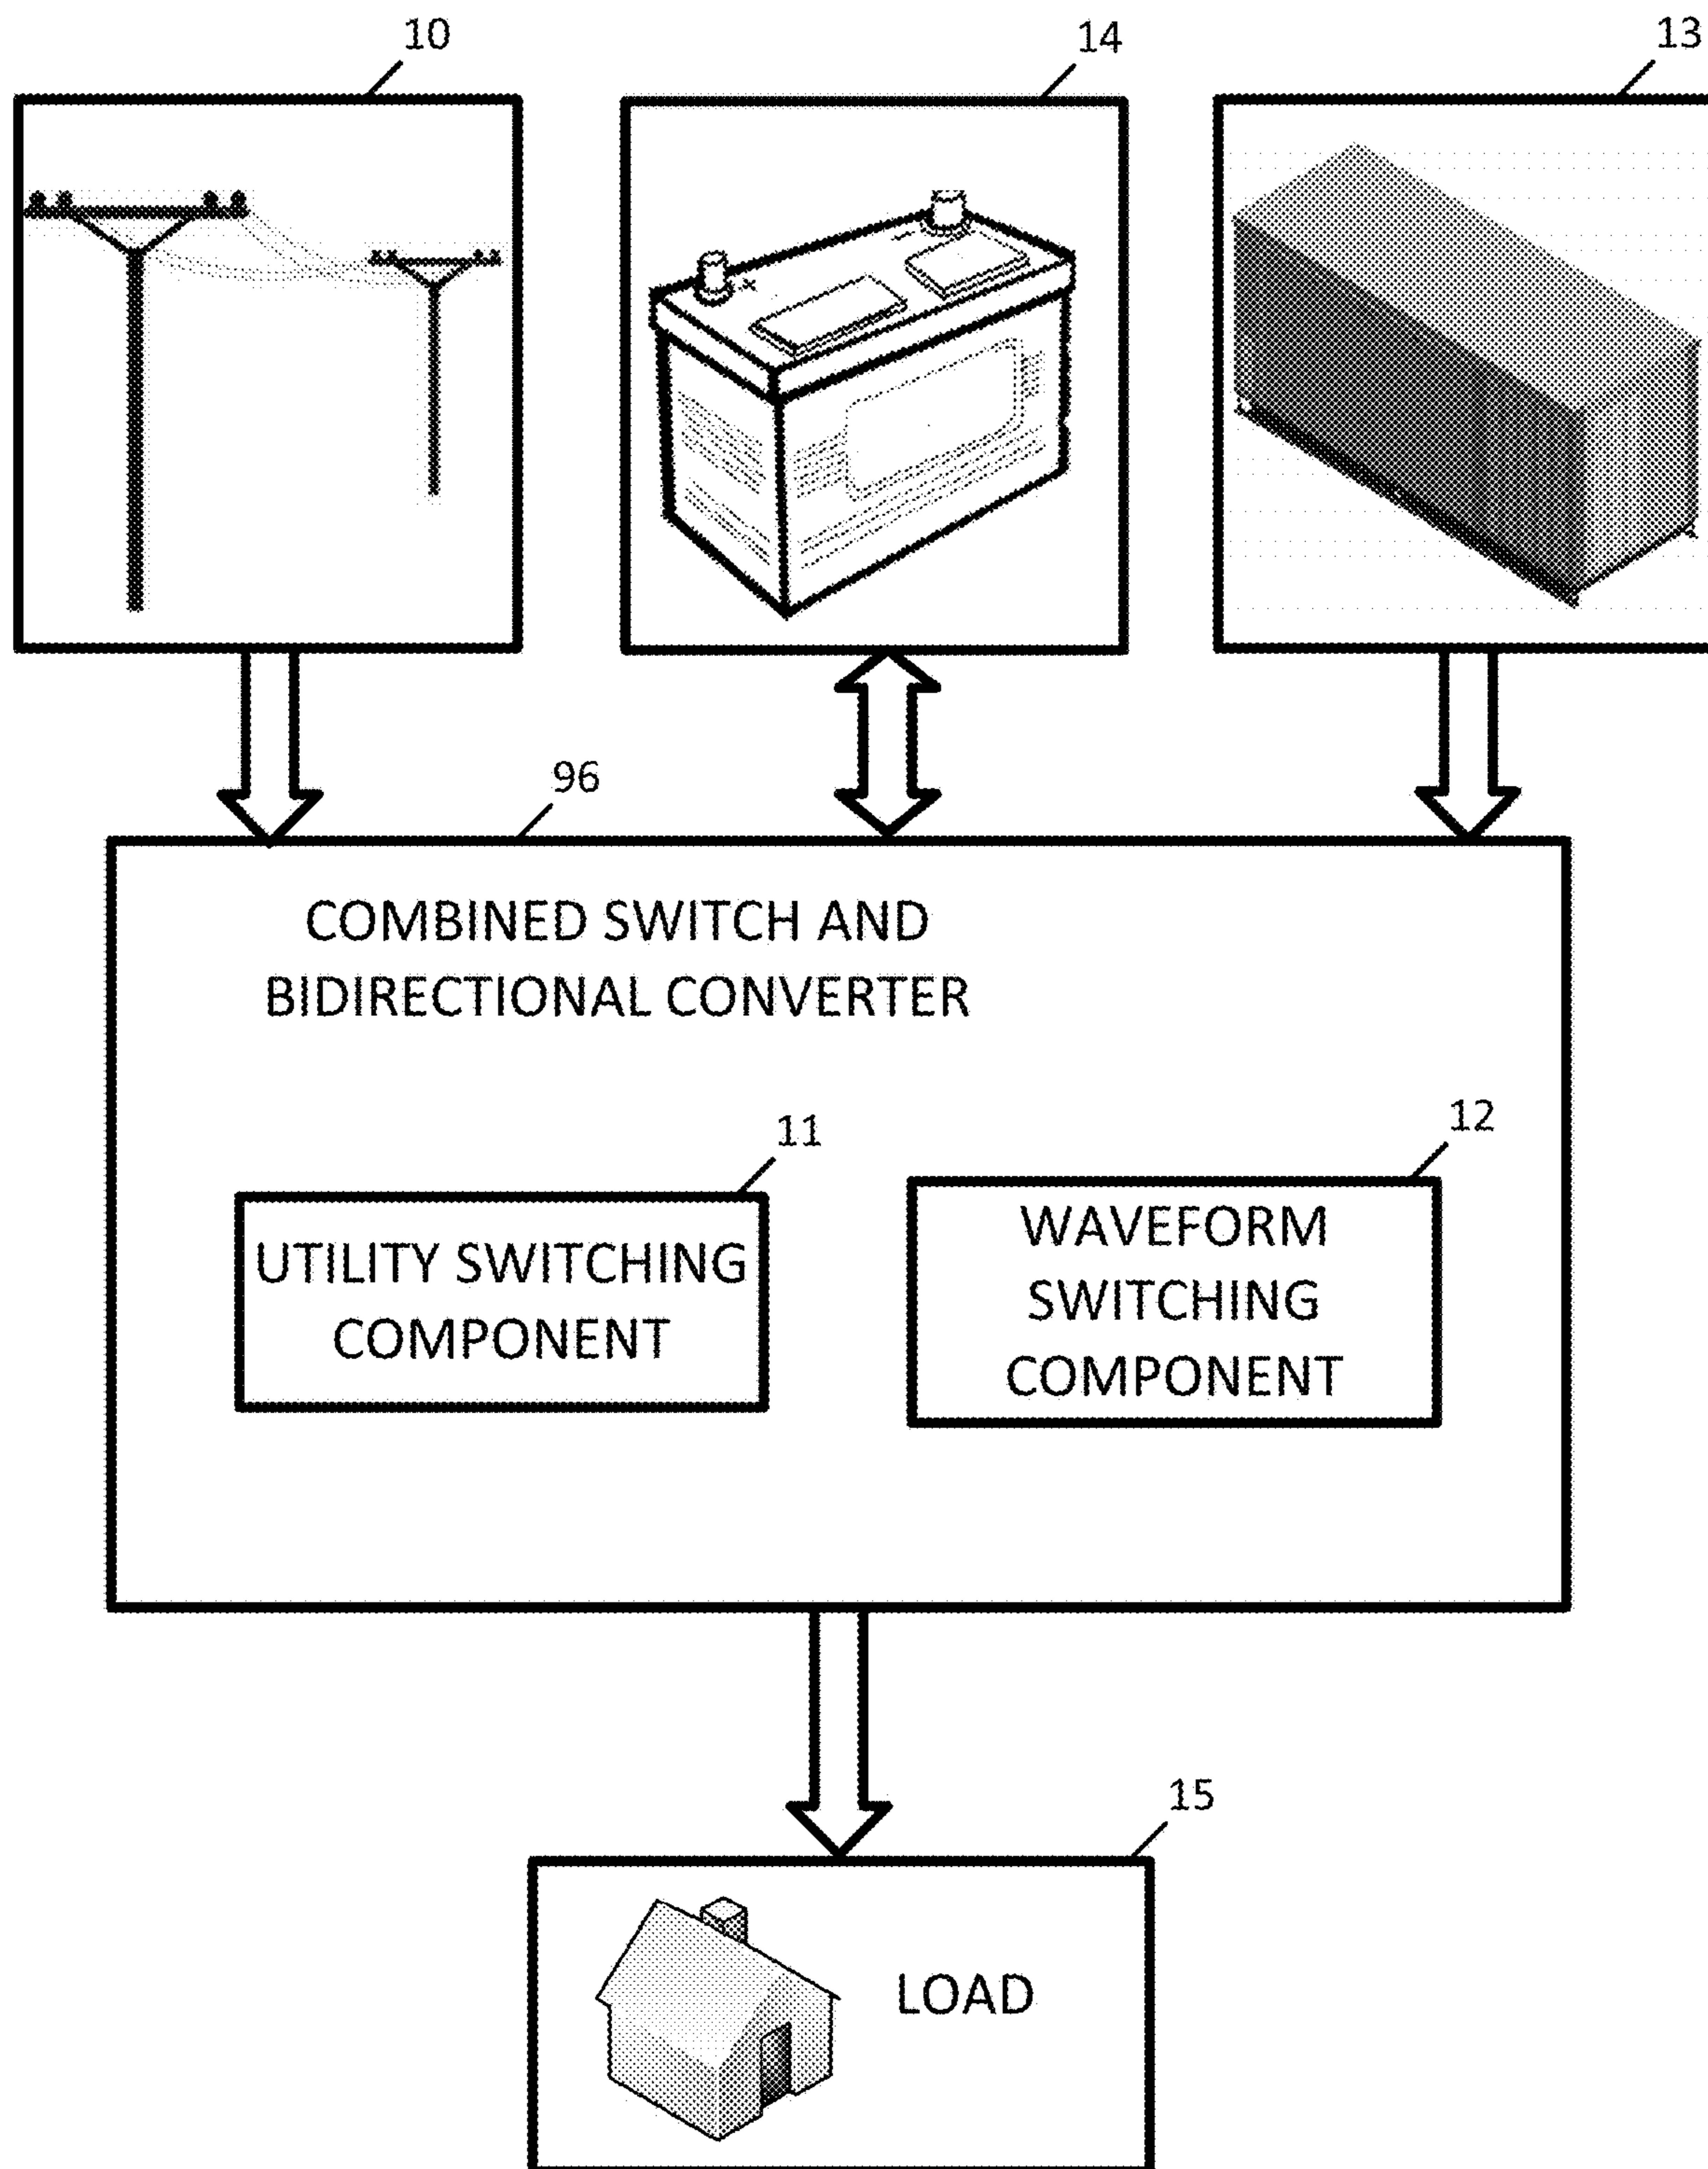 10
14
13
96
COMBINED SWITCH AND
BIDIRECTIONAL CONVERTER
11
12
UTILITY SWITCHING
COMPONENT
WAVEFORM
SWITCHING
COMPONENT
15
LOAD